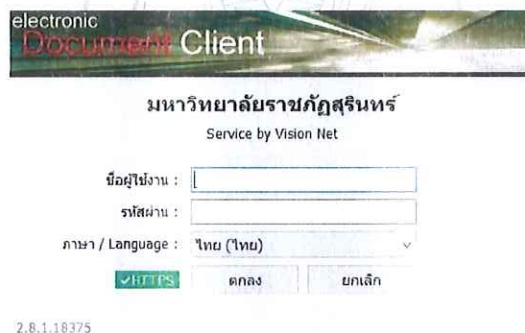 electronic
Document Client
มหาวิทยาลัยราชภัฏสุรินทร์
Service by Vision Net
ชื่อผู้ใช้งาน :
รหัสผ่าน :
ภาษา / Language : ไทย (ไทย)
HTTPS ตกลง ยกเลิก
2.8.1.18375